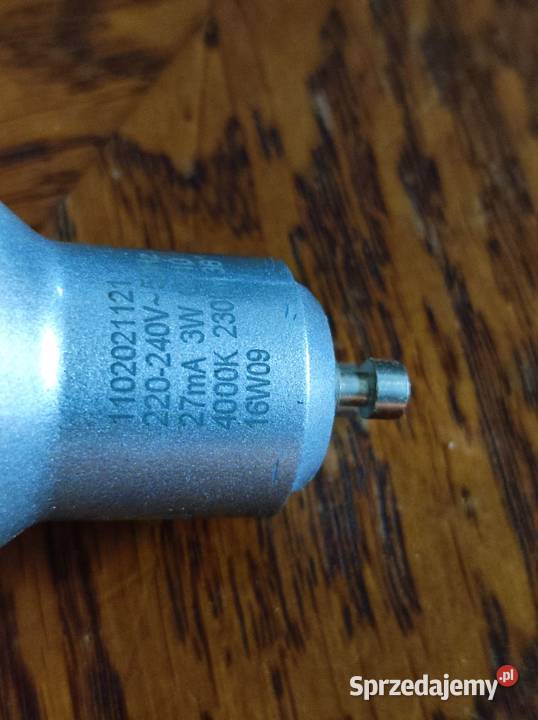 1102021121
220-240V~
27mA 3W
4000K 230
16W09
Sprzedajemy.pl